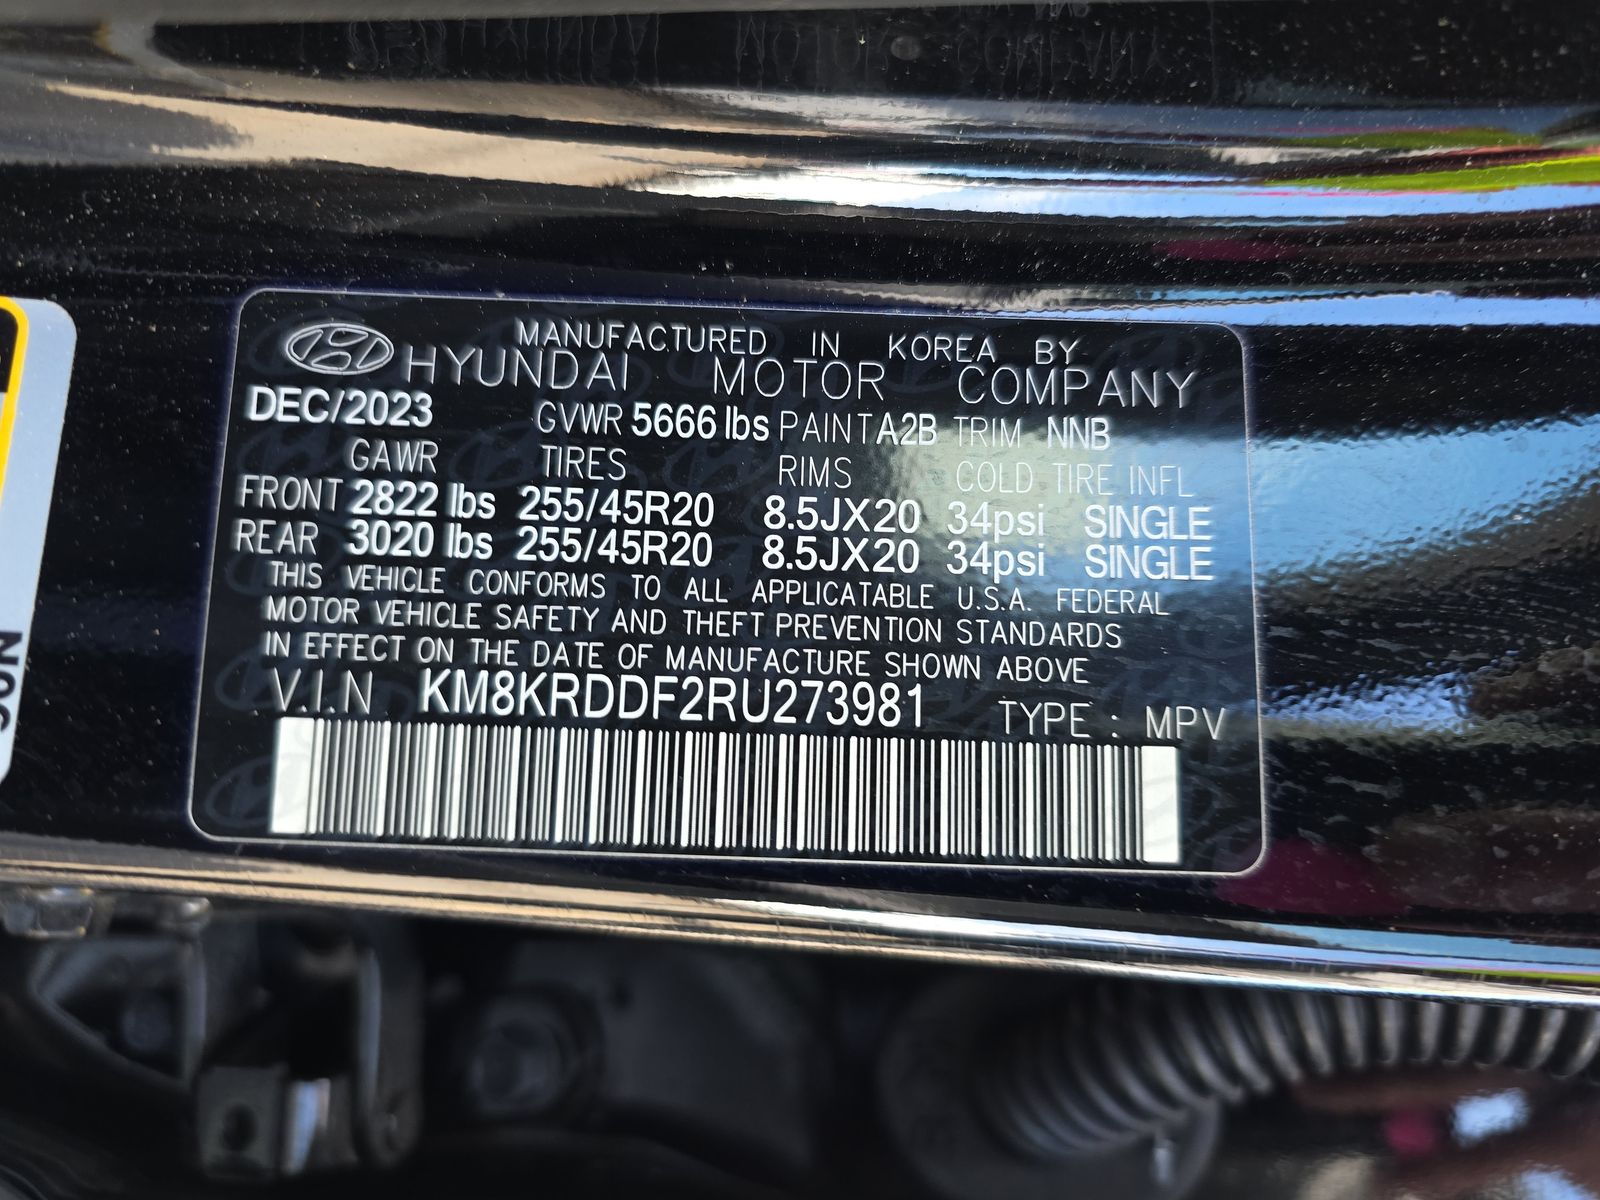 MANUFACTURED IN KOREA BY
HYUNDAI MOTOR COMPANY
DEC/2023 GVWR 5666 lbs PAINT A2B TRIM NNB
GAWR TIRES RIMS COLD TIRE INFL
FRONT 2822 lbs 255/45R20 8.5JX20 34psi SINGLE
REAR 3020 lbs 255/45R20 8.5JX20 34psi SINGLE
THIS VEHICLE CONFORMS TO ALL APPLICATABLE U.S.A. FEDERAL
MOTOR VEHICLE SAFETY AND THEFT PREVENTION STANDARDS
IN EFFECT ON THE DATE OF MANUFACTURE SHOWN ABOVE
V.I.N KM8KRDDF2RU273981 TYPE : MPV